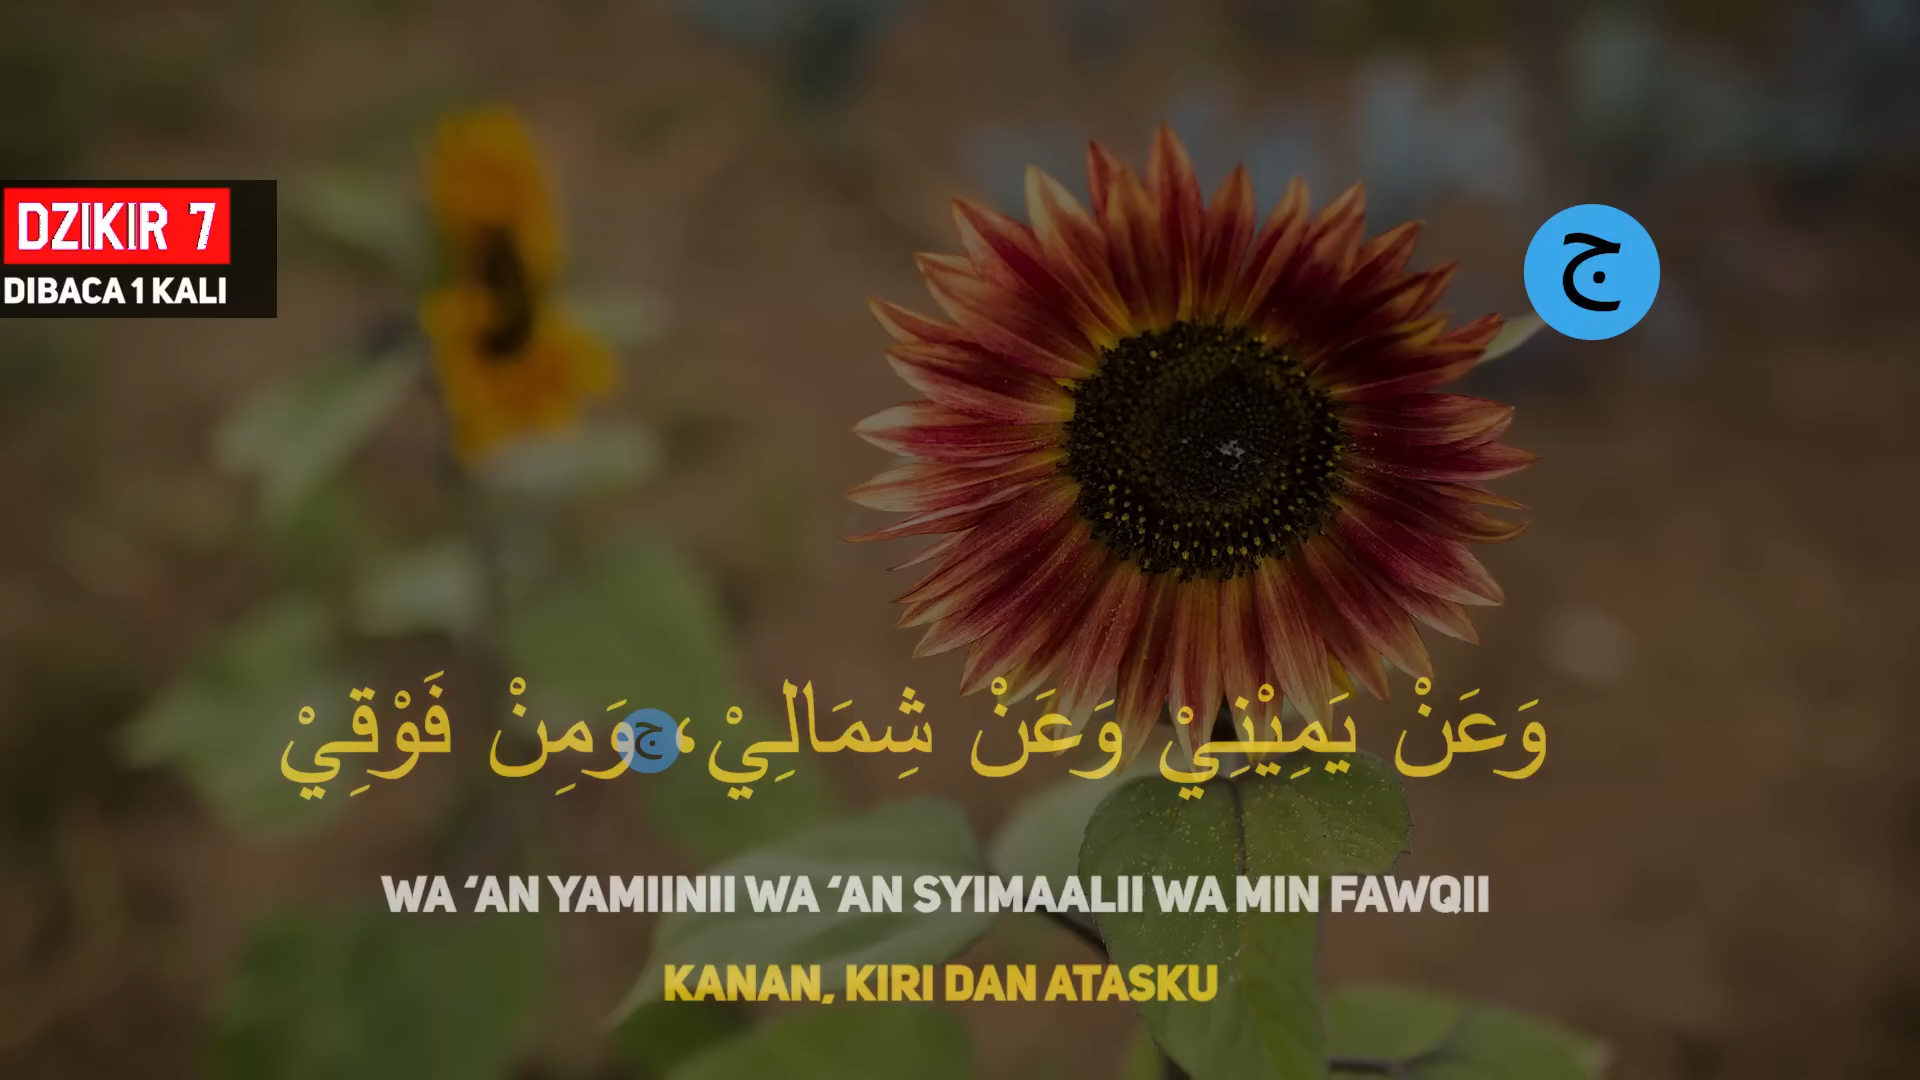 DZIKIR 7
DIBACA 1 KALI
ج
وَعَنْ يَمِيْنِيْ وَعَنْ شِمَالِيْ، وَمِنْ فَوْقِيْ
ج
WA ‘AN YAMIINII WA ‘AN SYIMAALII WA MIN FAWQII
KANAN, KIRI DAN ATASKU